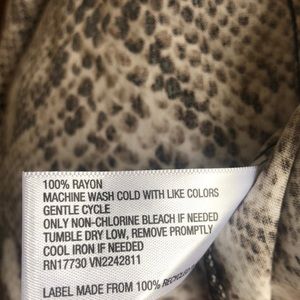 100% RAYON
MACHINE WASH COLD WITH LIKE COLORS
GENTLE CYCLE
ONLY NON-CHLORINE BLEACH IF NEEDED
TUMBLE DRY LOW, REMOVE PROMPTLY
COOL IRON IF NEEDED
RN17730 VN2242811
LABEL MADE FROM 100% RECYCLED